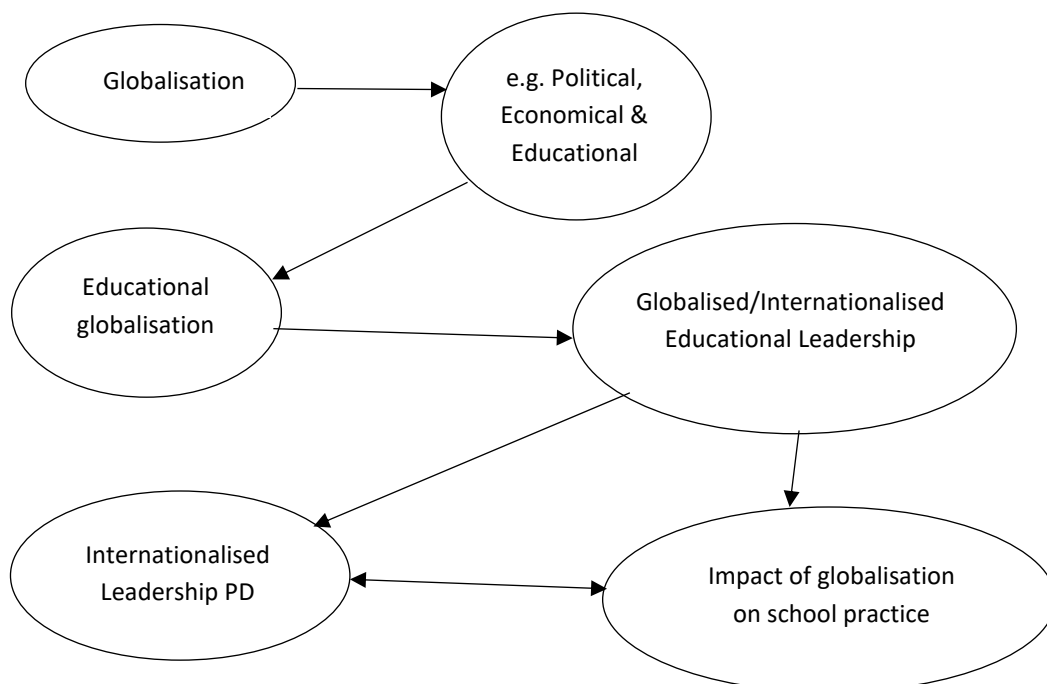 Globalisation
e.g. Political,
Economical &
Educational
Educational
globalisation
Globalised/Internationalised
Educational Leadership
Internationalised
Leadership PD
Impact of globalisation
on school practice